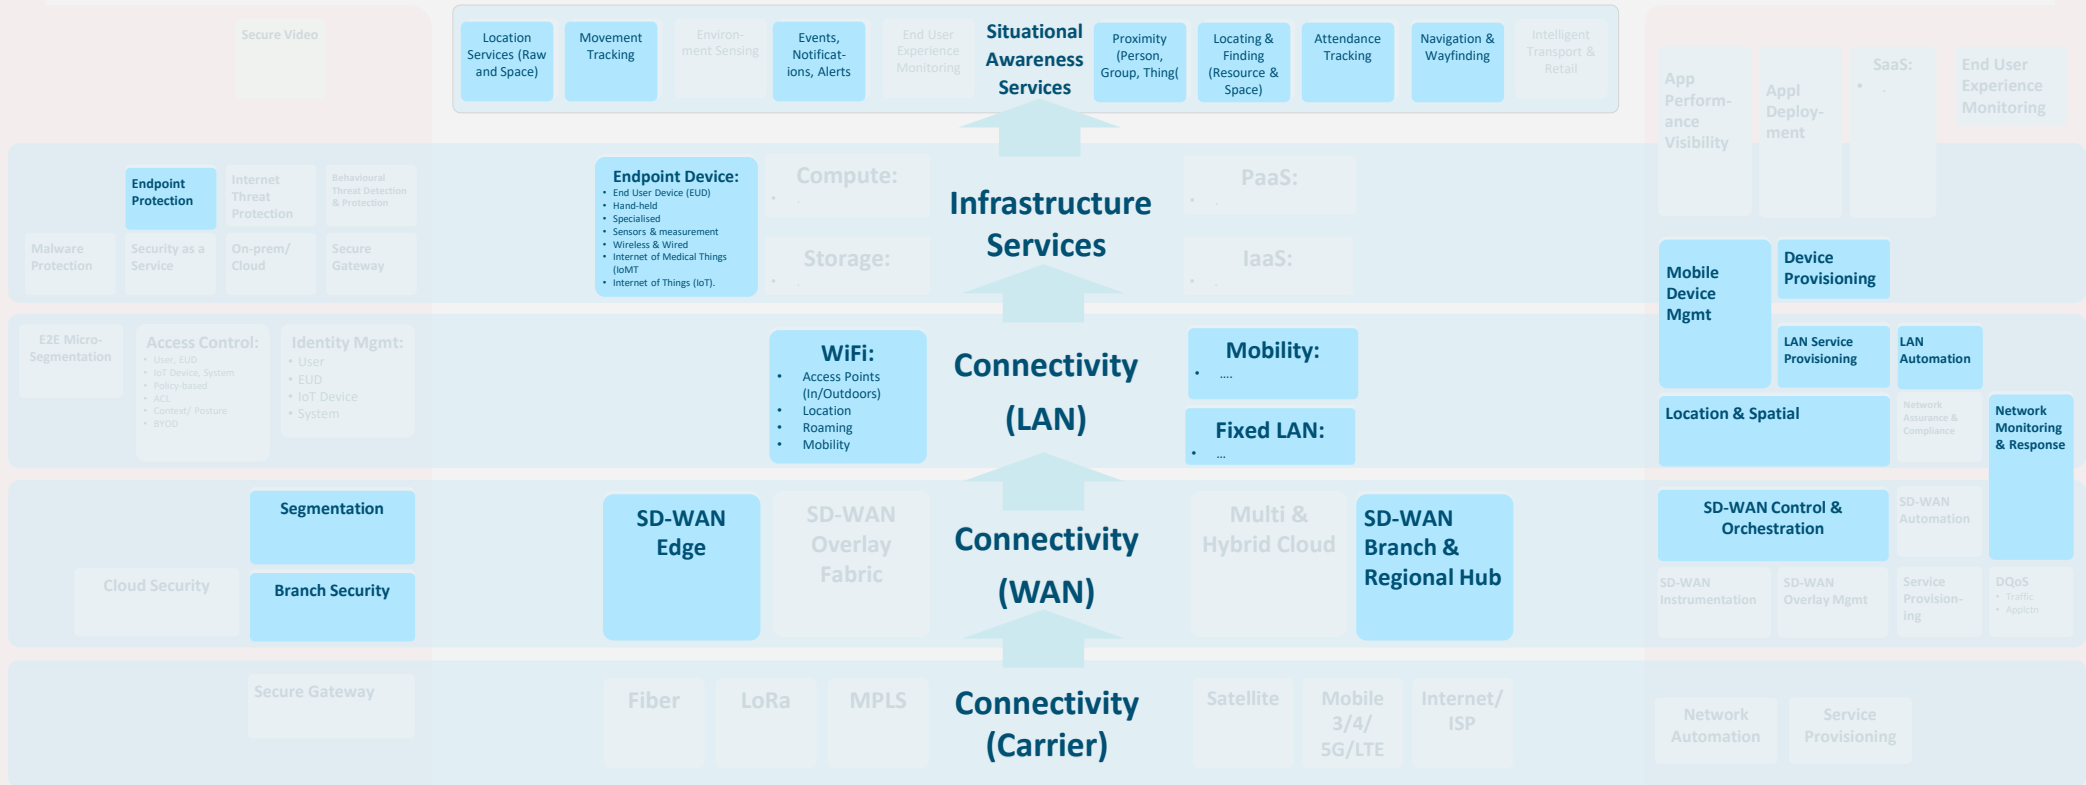 Secure Video
Location
Services (Raw
and Space)
Movement
Tracking
Environ-
ment Sensing
Events,
Notificat-
ions, Alerts
End User
Experience
Monitoring
Situational
Awareness
Services
Proximity
(Person,
Group, Thing(
Locating &
Finding
(Resource &
Space)
Attendance
Tracking
Navigation &
Wayfinding
Intelligent
Transport &
Retail
App
Perform-
ance
Visibility
Appl
Deploy-
ment
SaaS:
• .
End User
Experience
Monitoring
Endpoint
Protection
Internet
Threat
Protection
Behavioural
Threat Detection
& Protection
Malware
Protection
Security as a
Service
On-prem/
Cloud
Secure
Gateway
Endpoint Device:
• End User Device (EUD)
• Hand-held
• Specialised
• Sensors & measurement
• Wireless & Wired
• Internet of Medical Things
(IoMT
• Internet of Things (IoT).
Compute:
• .
Storage:
• .
Infrastructure
Services
PaaS:
• .
IaaS:
• .
Mobile
Device
Mgmt
Device
Provisioning
E2E Micro-
Segmentation
Access Control:
• User, EUD
• IoT Device, System
• Policy-based
• ACL
• Context/ Posture
• BYOD
Identity Mgmt:
• User
• EUD
• IoT Device
• System
WiFi:
• Access Points
(In/Outdoors)
• Location
• Roaming
• Mobility
Connectivity
(LAN)
Mobility:
• ....
Fixed LAN:
• ...
LAN Service
Provisioning
LAN
Automation
Location & Spatial
Network
Assurance &
Compliance
Network
Monitoring
& Response
Segmentation
Cloud Security
Branch Security
SD-WAN
Edge
SD-WAN
Overlay
Fabric
Connectivity
(WAN)
Multi &
Hybrid Cloud
SD-WAN
Branch &
Regional Hub
SD-WAN Control &
Orchestration
SD-WAN
Automation
SD-WAN
Instrumentation
SD-WAN
Overlay Mgmt
Service
Provision-
ing
DQoS
• Traffic
• Applctn
Secure Gateway
Fiber
LoRa
MPLS
Connectivity
(Carrier)
Satellite
Mobile
3/4/
5G/LTE
Internet/
ISP
Network
Automation
Service
Provisioning